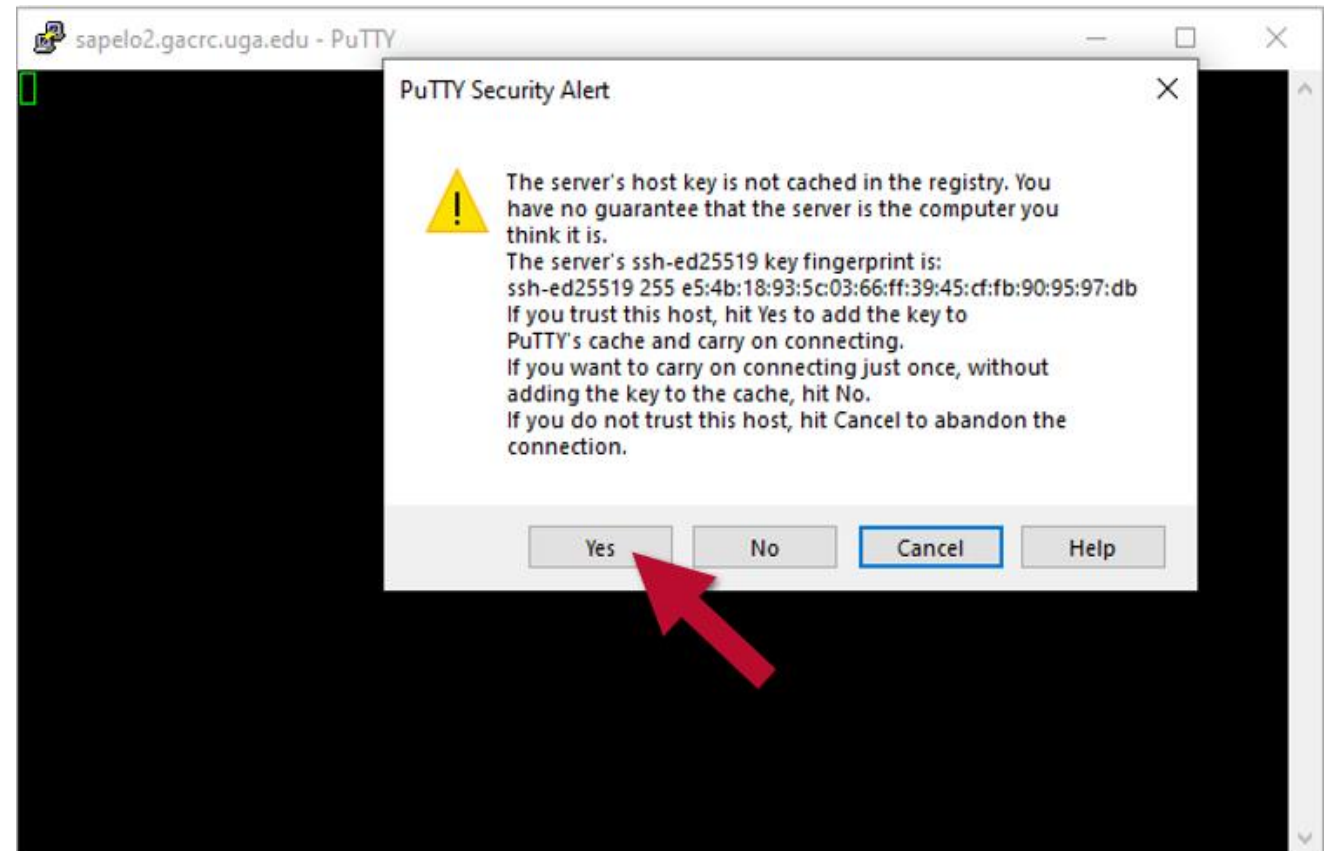 sapelo2.gacrc.uga.edu - PuTTY
PuTTY Security Alert
The server's host key is not cached in the registry. You
have no guarantee that the server is the computer you
think it is.
The server's ssh-ed25519 key fingerprint is:
ssh-ed25519 255 e5:4b:18:93:5c:03:66:ff:39:45:cf:fb:90:95:97:db
If you trust this host, hit Yes to add the key to
PuTTY's cache and carry on connecting.
If you want to carry on connecting just once, without
adding the key to the cache, hit No.
If you do not trust this host, hit Cancel to abandon the
connection.
Yes No Cancel Help